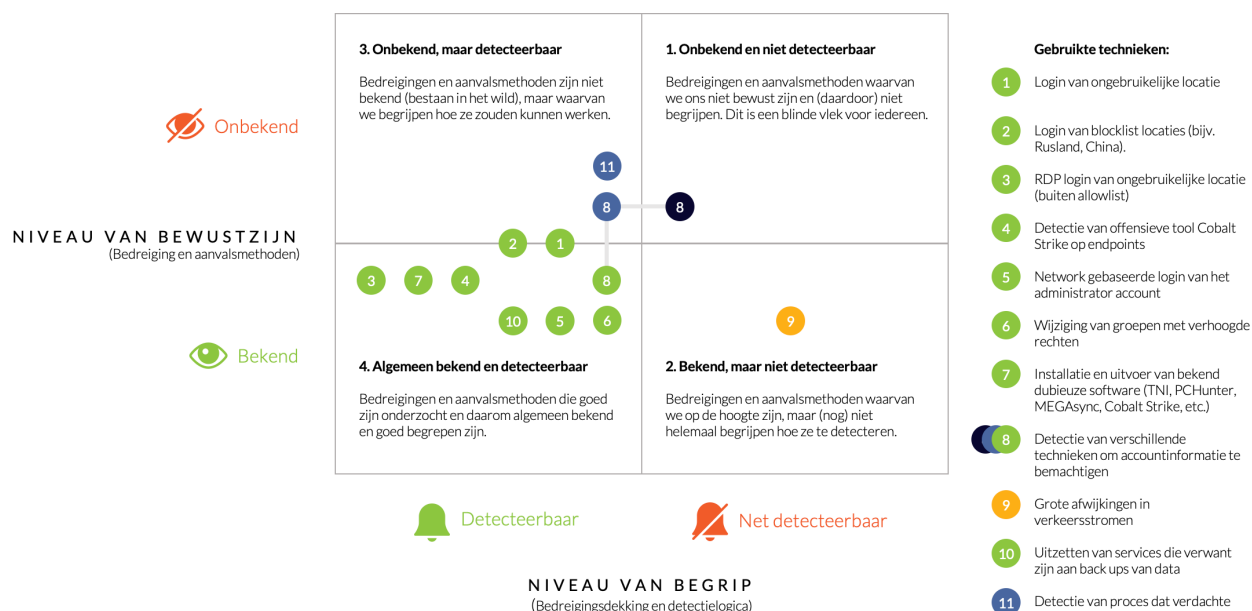 3. Onbekend, maar detecteerbaar
Bedreigingen en aanvalsmethoden zijn niet
bekend (bestaan in het wild), maar waarvan
we begrijpen hoe ze zouden kunnen werken.
1. Onbekend en niet detecteerbaar
Bedreigingen en aanvalsmethoden waarvan
we ons niet bewust zijn en (daardoor) niet
begrijpen. Dit is een blinde vlek voor iedereen.
Onbekend
NIVEAU VAN BEWUSTZIJN
(Bedreiging en aanvalsmethoden)
Bekend
11
8
8
2
1
3
7
4
8
10
5
6
9
4. Algemeen bekend en detecteerbaar
Bedreigingen en aanvalsmethoden die goed
zijn onderzocht en daarom algemeen bekend
en goed begrepen zijn.
2. Bekend, maar niet detecteerbaar
Bedreigingen en aanvalsmethoden waarvan
we op de hoogte zijn, maar (nog) niet
helemaal begrijpen hoe ze te detecteren.
Detecteerbaar
Net detecteerbaar
NIVEAU VAN BEGRIP
(Bedreigingsdekking en detectielogica)
Gebruikte technieken:
1 Login van ongebruikelijke locatie
2 Login van blocklist locaties (bijv.
Rusland, China).
3 RDP login van ongebruikelijke locatie
(buiten allowlist)
4 Detectie van offensieve tool Cobalt
Strike op endpoints
5 Network gebaseerde login van het
administrator account
6 Wijziging van groepen met verhoogde
rechten
7 Installatie en uitvoer van bekend
dubieuze software (TNI, PCHunter,
MEGAsync, Cobalt Strike, etc.)
8 Detectie van verschillende
technieken om accountinformatie te
bemachtigen
9 Grote afwijkingen in
verkeersstromen
10 Uitzetten van services die verwant
zijn aan back ups van data
11 Detectie van proces dat verdachte